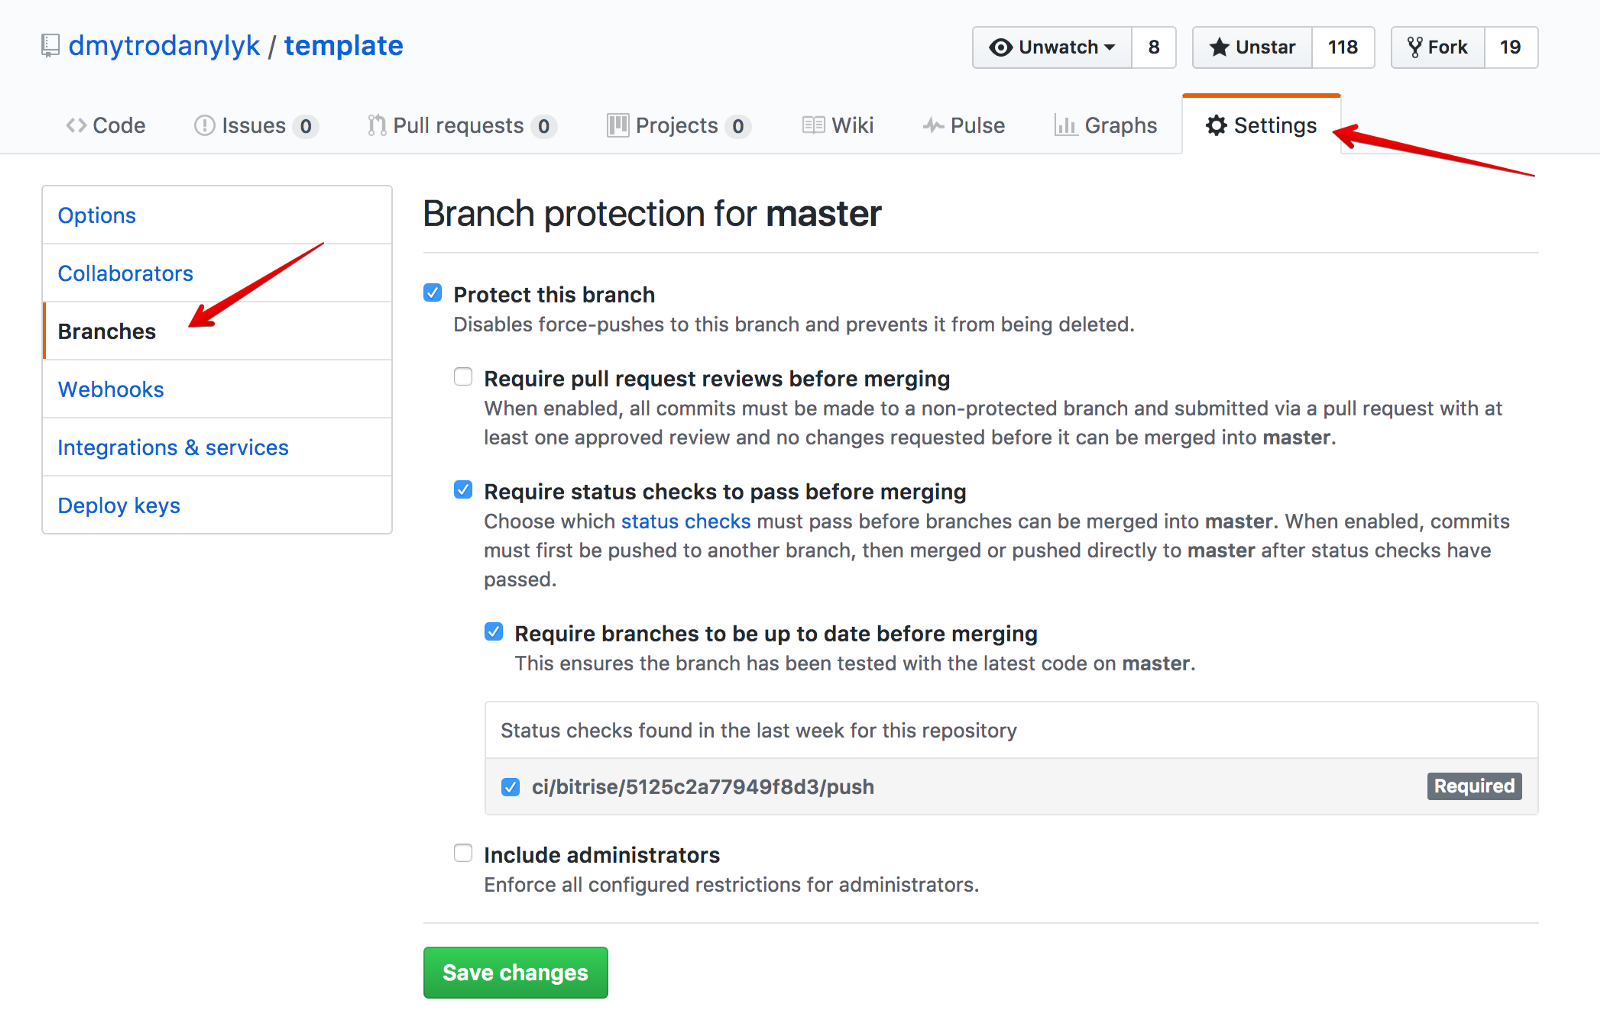 dmytrodanylyk / template
Unwatch 8
Unstar 118
Fork 19
Code
Issues 0
Pull requests 0
Projects 0
Wiki
Pulse
Graphs
Settings
Options
Collaborators
Branches
Webhooks
Integrations & services
Deploy keys
Branch protection for master
Protect this branch
Disables force-pushes to this branch and prevents it from being deleted.
Require pull request reviews before merging
When enabled, all commits must be made to a non-protected branch and submitted via a pull request with at
least one approved review and no changes requested before it can be merged into master.
Require status checks to pass before merging
Choose which status checks must pass before branches can be merged into master. When enabled, commits
must first be pushed to another branch, then merged or pushed directly to master after status checks have
passed.
Require branches to be up to date before merging
This ensures the branch has been tested with the latest code on master.
Status checks found in the last week for this repository
ci/bitrise/5125c2a77949f8d3/push
Required
Include administrators
Enforce all configured restrictions for administrators.
Save changes